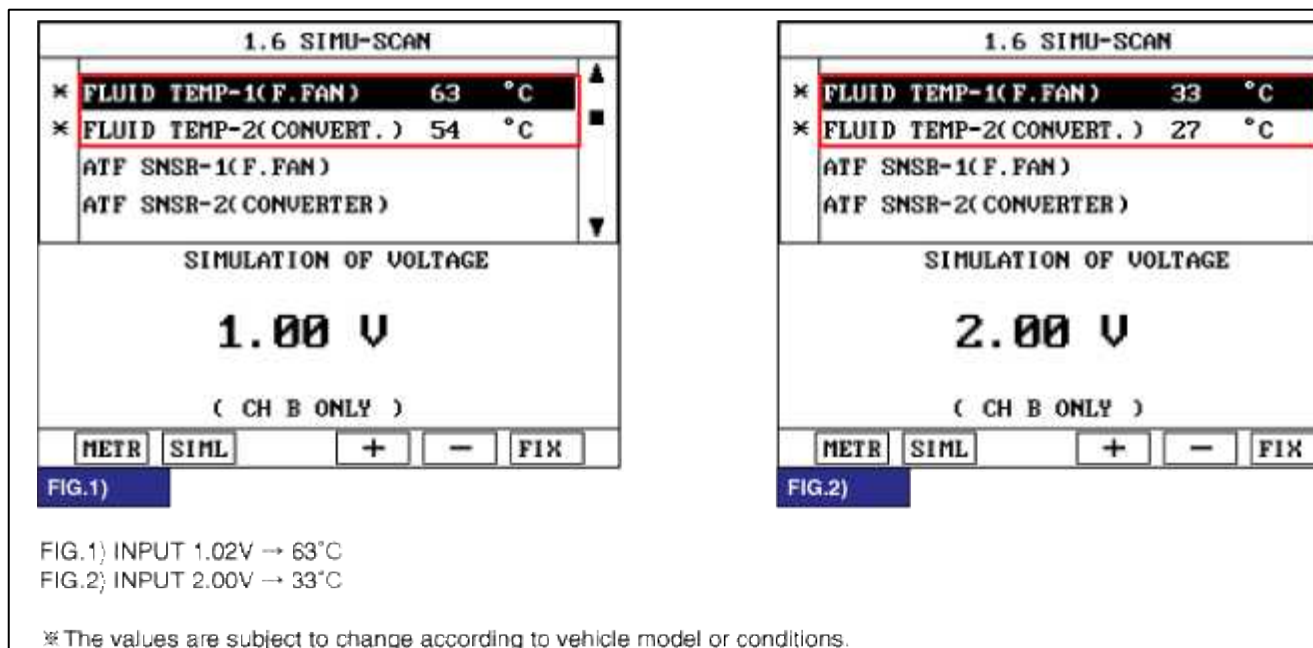 1.6 SIMU-SCAN
* FLUID TEMP-1(F.FAN) 63 °C
* FLUID TEMP-2(CONVERT.) 54 °C
ATF SNSR-1(F.FAN)
ATF SNSR-2(CONVERTER)
SIMULATION OF VOLTAGE
1.00 V
( CH B ONLY )
METR SIML + - FIX
FIG.1)
1.6 SIMU-SCAN
* FLUID TEMP-1(F.FAN) 33 °C
* FLUID TEMP-2(CONVERT.) 27 °C
ATF SNSR-1(F.FAN)
ATF SNSR-2(CONVERTER)
SIMULATION OF VOLTAGE
2.00 V
( CH B ONLY )
METR SIML + - FIX
FIG.2)
FIG.1) INPUT 1.02V → 63°C
FIG.2) INPUT 2.00V → 33°C
※The values are subject to change according to vehicle model or conditions.